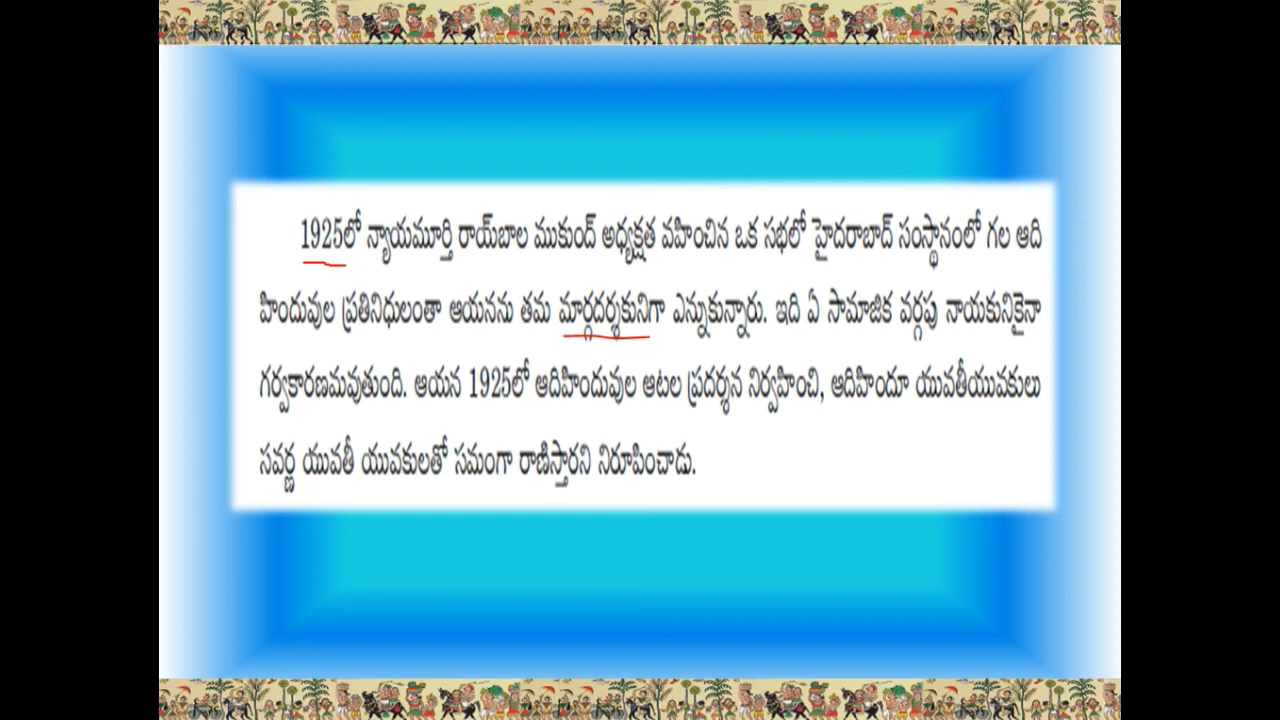 1925లో న్యాయమూర్తి రాయ్‌బాల ముకుంద్ అధ్యక్షత వహించిన ఒక సభలో హైదరాబాద్ సంస్థానంలో గల ఆది
హిందువుల ప్రతినిధులంతా ఆయనను తమ మార్గదర్శకునిగా ఎన్నుకున్నారు. ఇది ఏ సామాజిక వర్గపు నాయకునికైనా
గర్వకారణమవుతుంది. ఆయన 1925లో ఆదిహిందువుల ఆటల ప్రదర్శన నిర్వహించి, ఆదిహిందూ యువతీయువకులు
సవర్ణ యువతీ యువకులతో సమంగా రాణిస్తారని నిరూపించాడు.